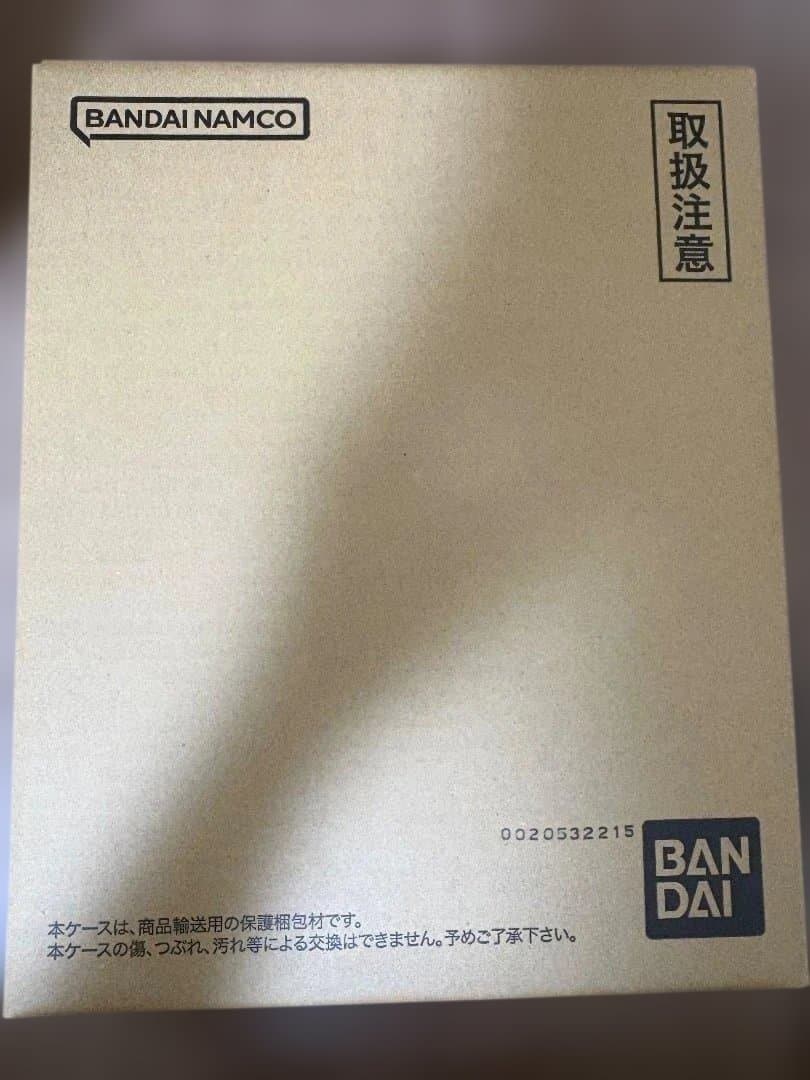 BANDAI NAMCO
取扱注意
0020532215
BAN
DAI
本ケースは、商品輸送用の保護梱包材です。
本ケースの傷、つぶれ、汚れ等による交換はできません。予めご了承下さい。